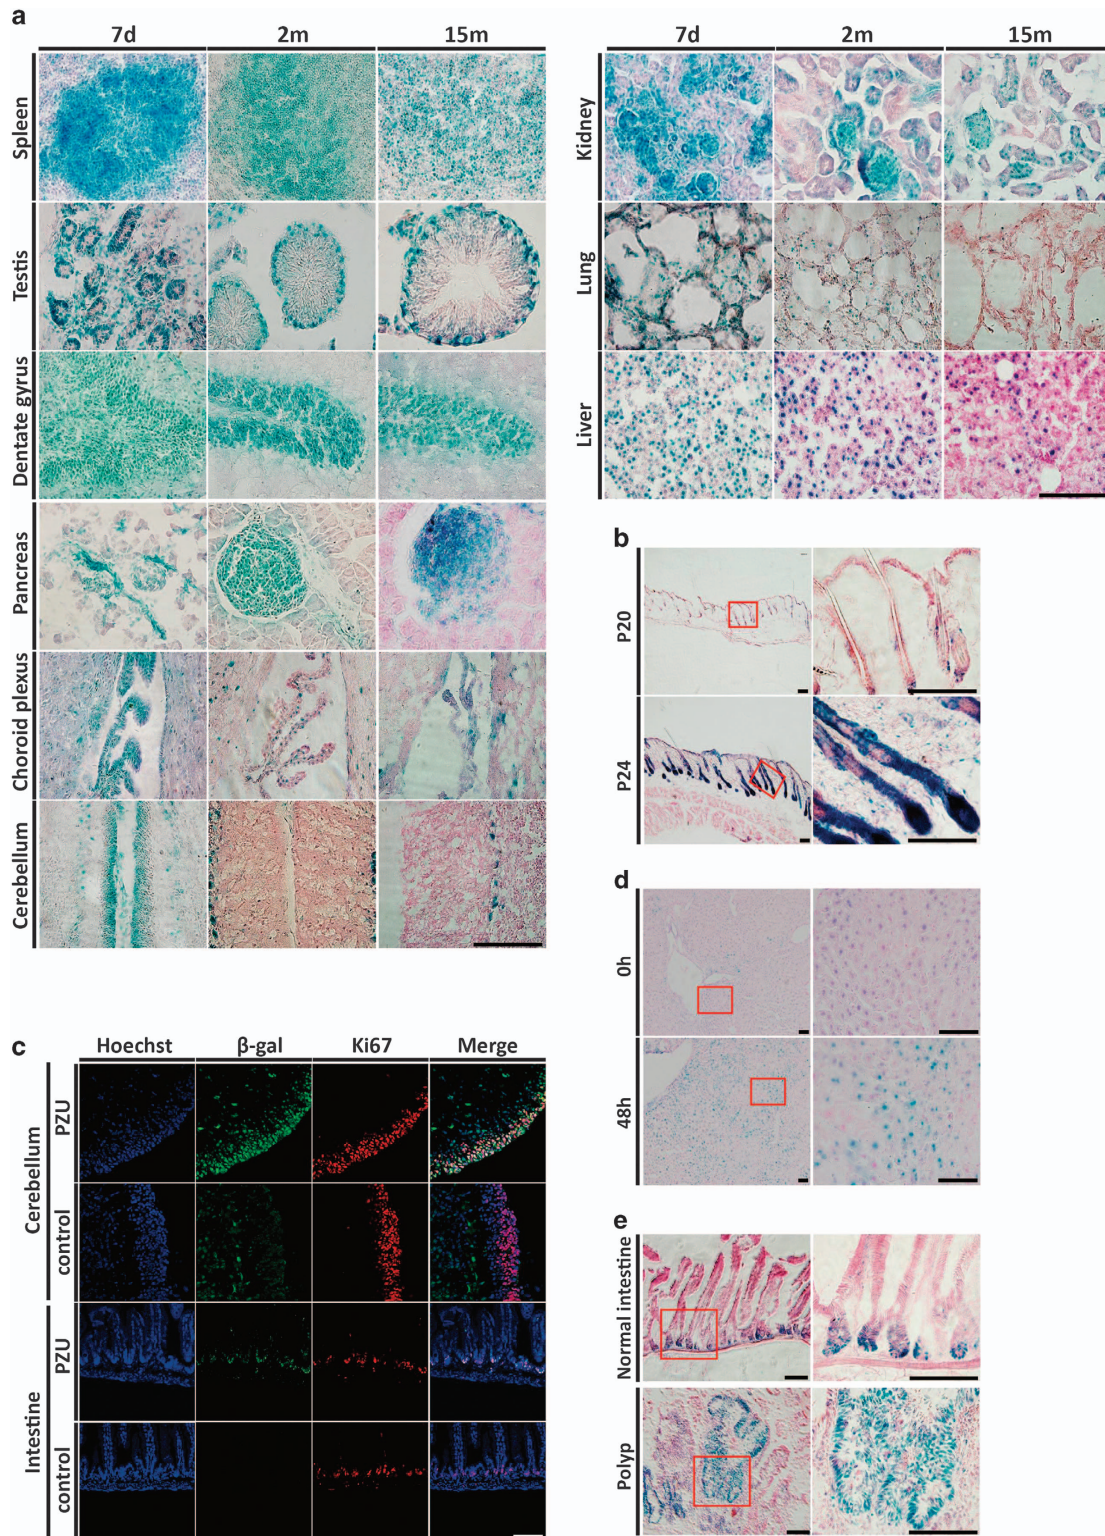 a
7d 2m 15m
Spleen
Testis
Dentate gyrus
Pancreas
Choroid plexus
Cerebellum
7d 2m 15m
Kidney
Lung
Liver
b
P20
P24
c
Hoechst β-gal Ki67 Merge
Cerebellum
PZU
control
Intestine
PZU
control
d
0h
48h
e
Normal intestine
Polyp